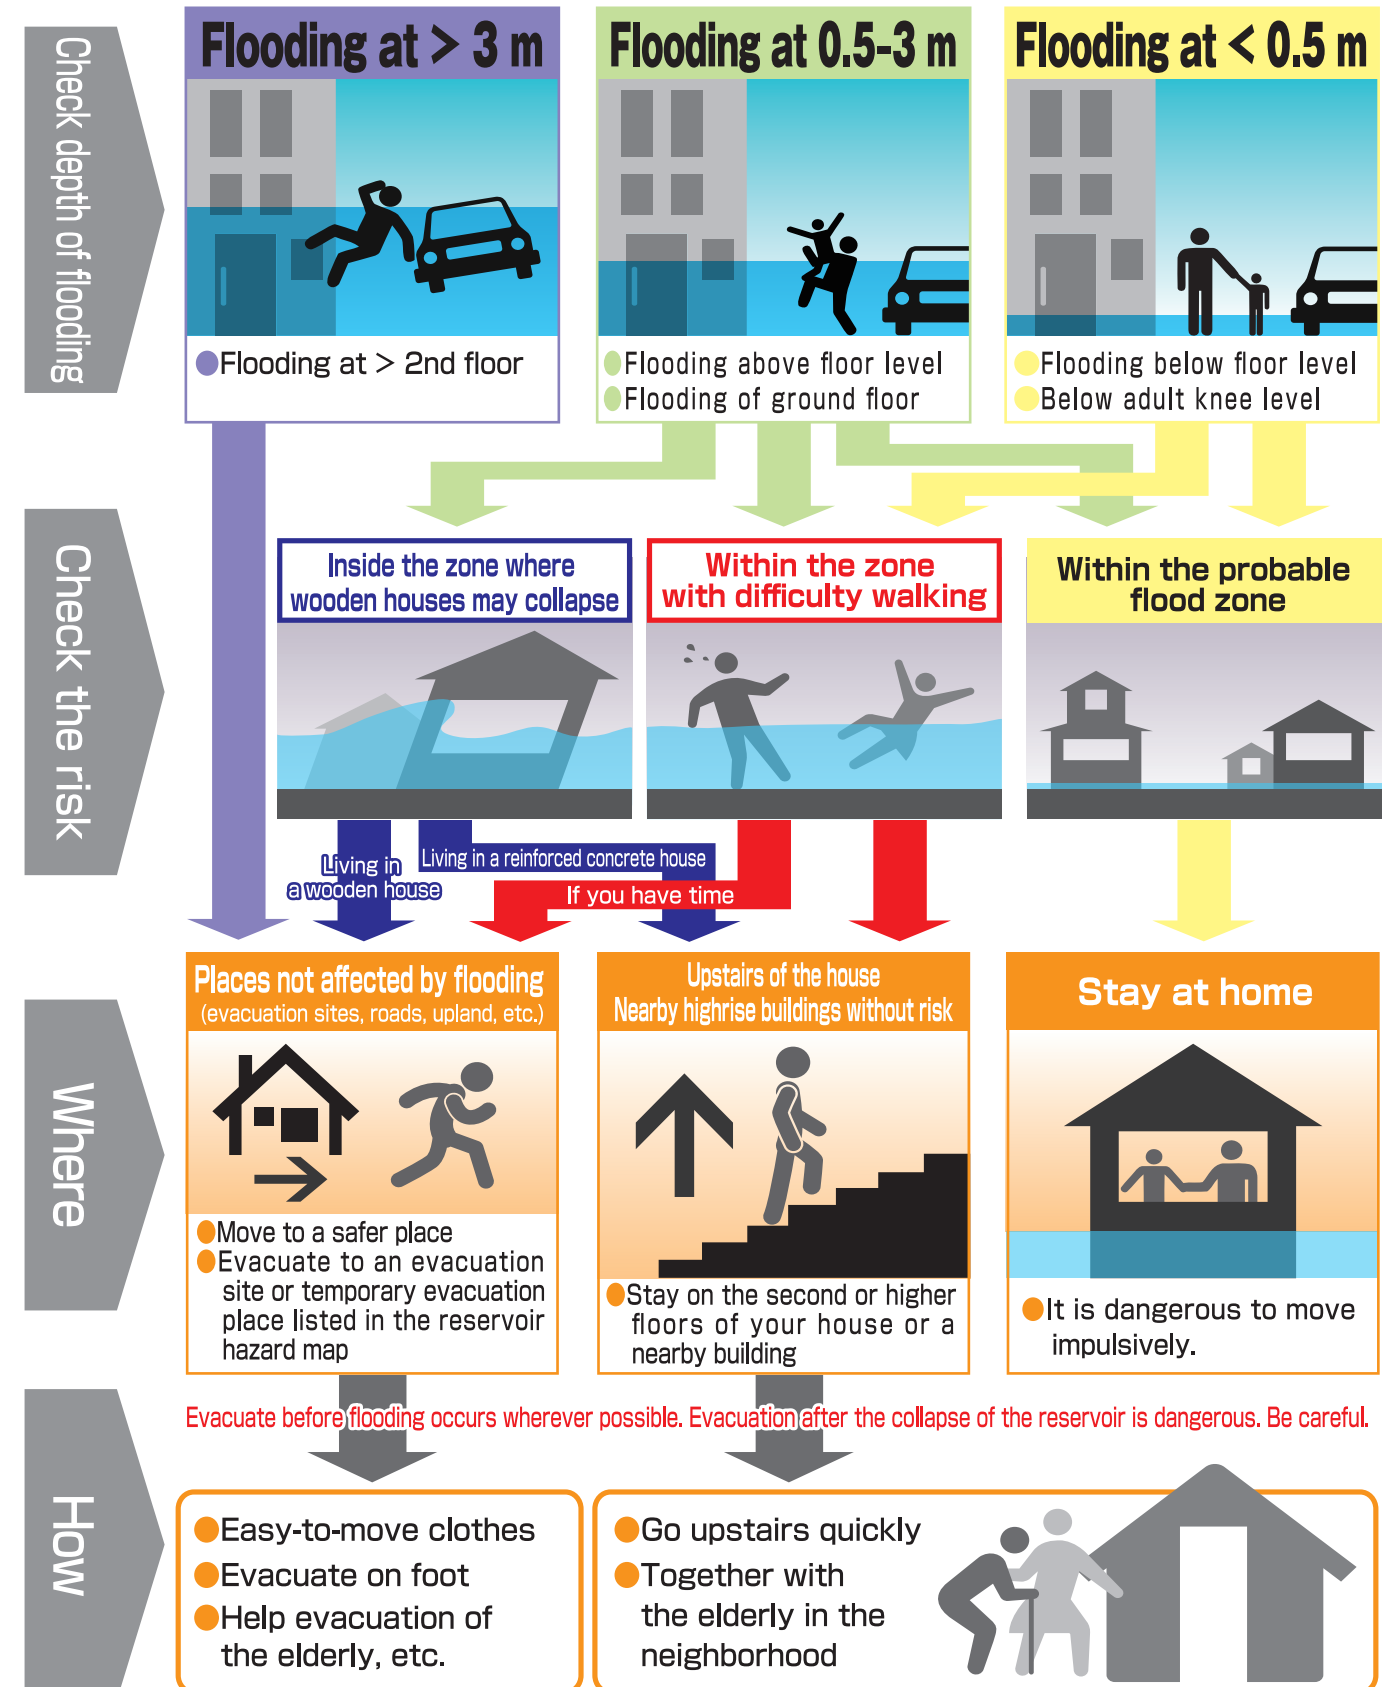 Check depth of flooding
Flooding at > 3 m
Flooding at 0.5-3 m
Flooding at < 0.5 m
●Flooding at > 2nd floor
●Flooding above floor level
●Flooding of ground floor
●Flooding below floor level
●Below adult knee level
Check the risk
Inside the zone where
wooden houses may collapse
Within the zone
with difficulty walking
Within the probable
flood zone
Living in
a wooden house
Living in a reinforced concrete house
If you have time
Where
Places not affected by flooding
(evacuation sites, roads, upland, etc.)
●Move to a safer place
●Evacuate to an evacuation
site or temporary evacuation
place listed in the reservoir
hazard map
Upstairs of the house
Nearby highrise buildings without risk
●Stay on the second or higher
floors of your house or a
nearby building
Stay at home
●It is dangerous to move
impulsively.
Evacuate before flooding occurs wherever possible. Evacuation after the collapse of the reservoir is dangerous. Be careful.
How
●Easy-to-move clothes
●Evacuate on foot
●Help evacuation of
the elderly, etc.
●Go upstairs quickly
●Together with
the elderly in the
neighborhood